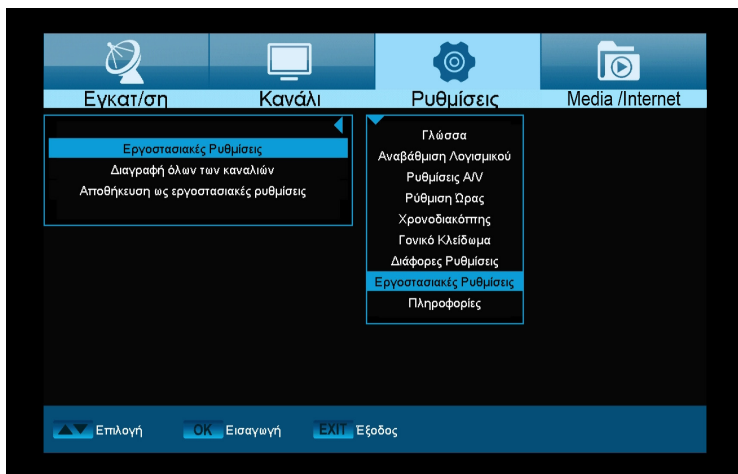 Εγκατ/ση
Κανάλι
Ρυθμίσεις
Media /Internet
Εργοστασιακές Ρυθμίσεις
Διαγραφή όλων των καναλιών
Αποθήκευση ως εργοστασιακές ρυθμίσεις
Γλώσσα
Αναβάθμιση Λογισμικού
Ρυθμίσεις A/V
Ρύθμιση Ώρας
Χρονοδιακόπτης
Γονικό Κλείδωμα
Διάφορες Ρυθμίσεις
Εργοστασιακές Ρυθμίσεις
Πληροφορίες
Επιλογή OK Εισαγωγή EXIT Έξοδος